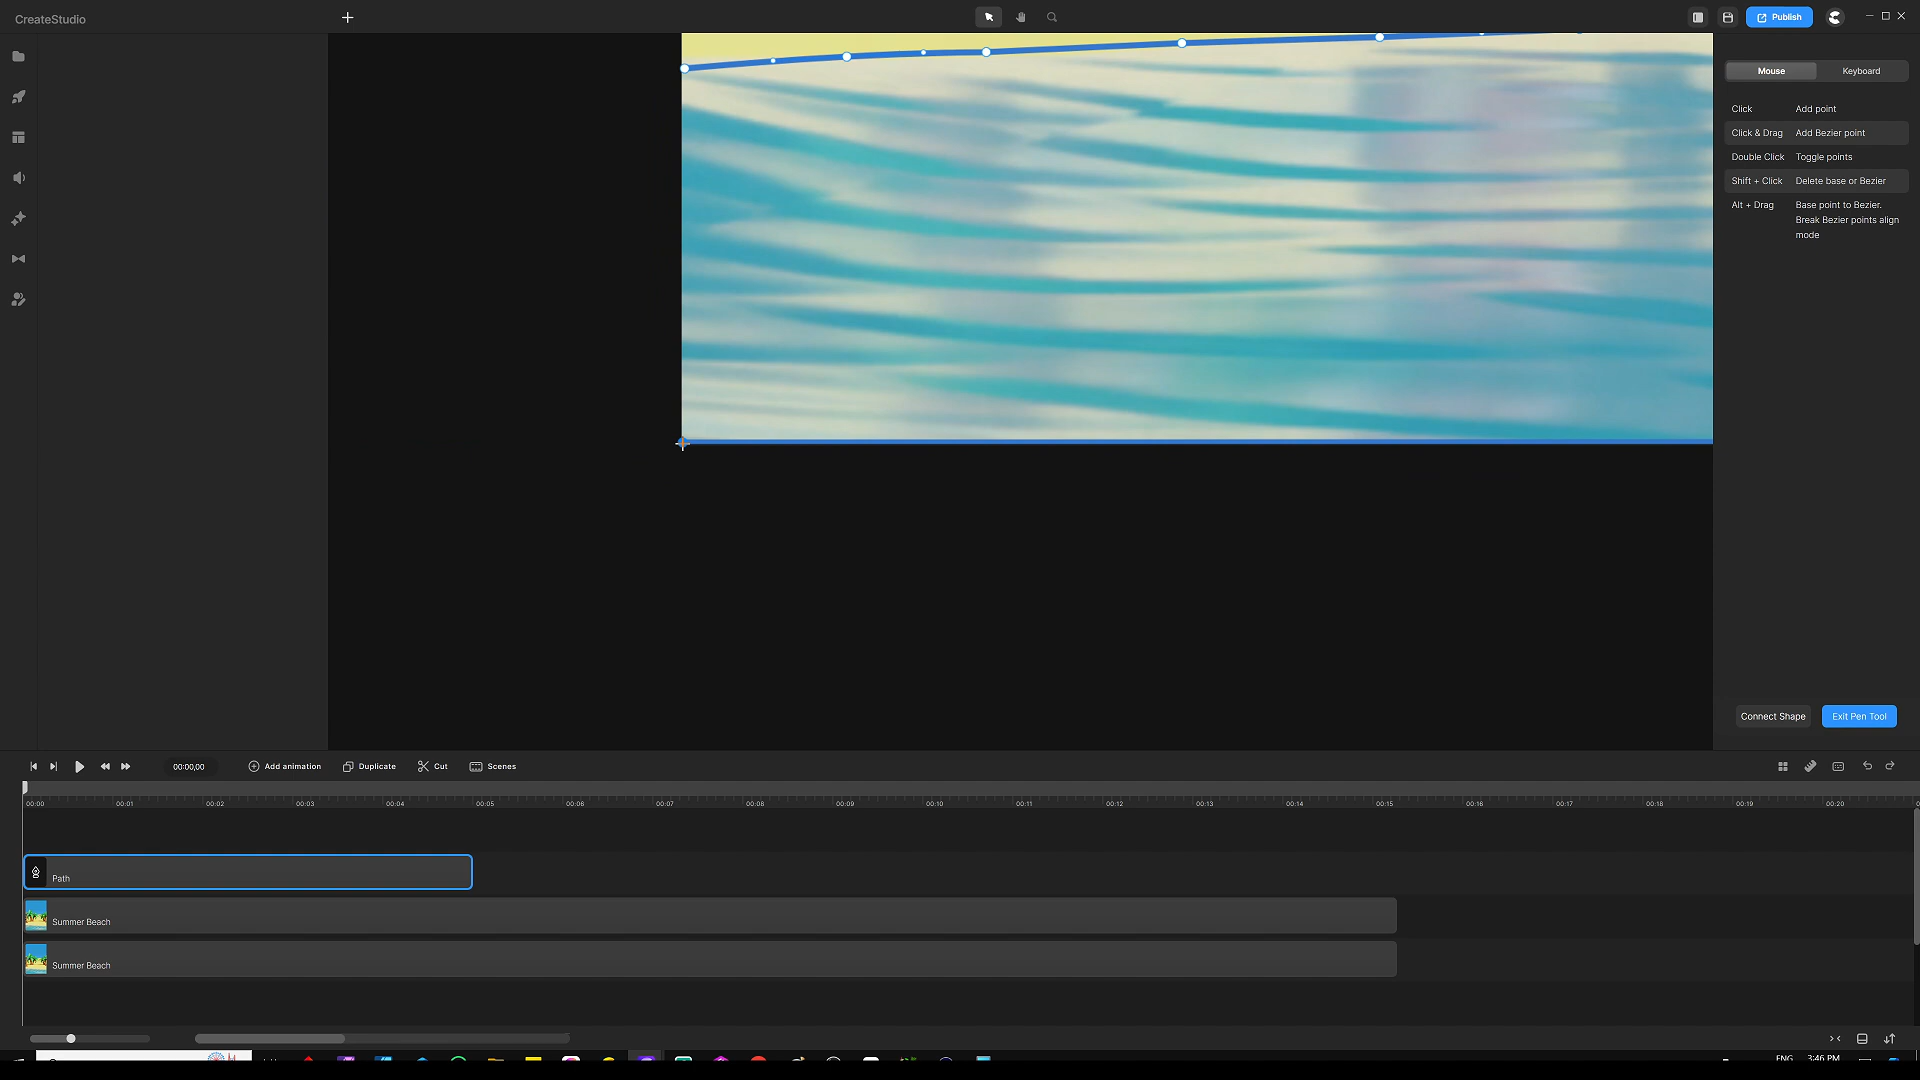 CreateStudio
Publish
Mouse Keyboard
Click Add point
Click & Drag Add Bezier point
Double Click Toggle points
Shift + Click Delete base or Bezier
Alt + Drag Base point to Bezier.
Break Bezier points align
mode
Connect Shape Exit Pen Tool
00:00,00 Add animation Duplicate Cut Scenes
00:00 00:01 00:02 00:03 00:04 00:05 00:06 00:07 00:08 00:09 00:10 00:11 00:12 00:13 00:14 00:15 00:16 00:17 00:18 00:19 00:20
Path
Summer Beach
Summer Beach
ENG 3:46 PM